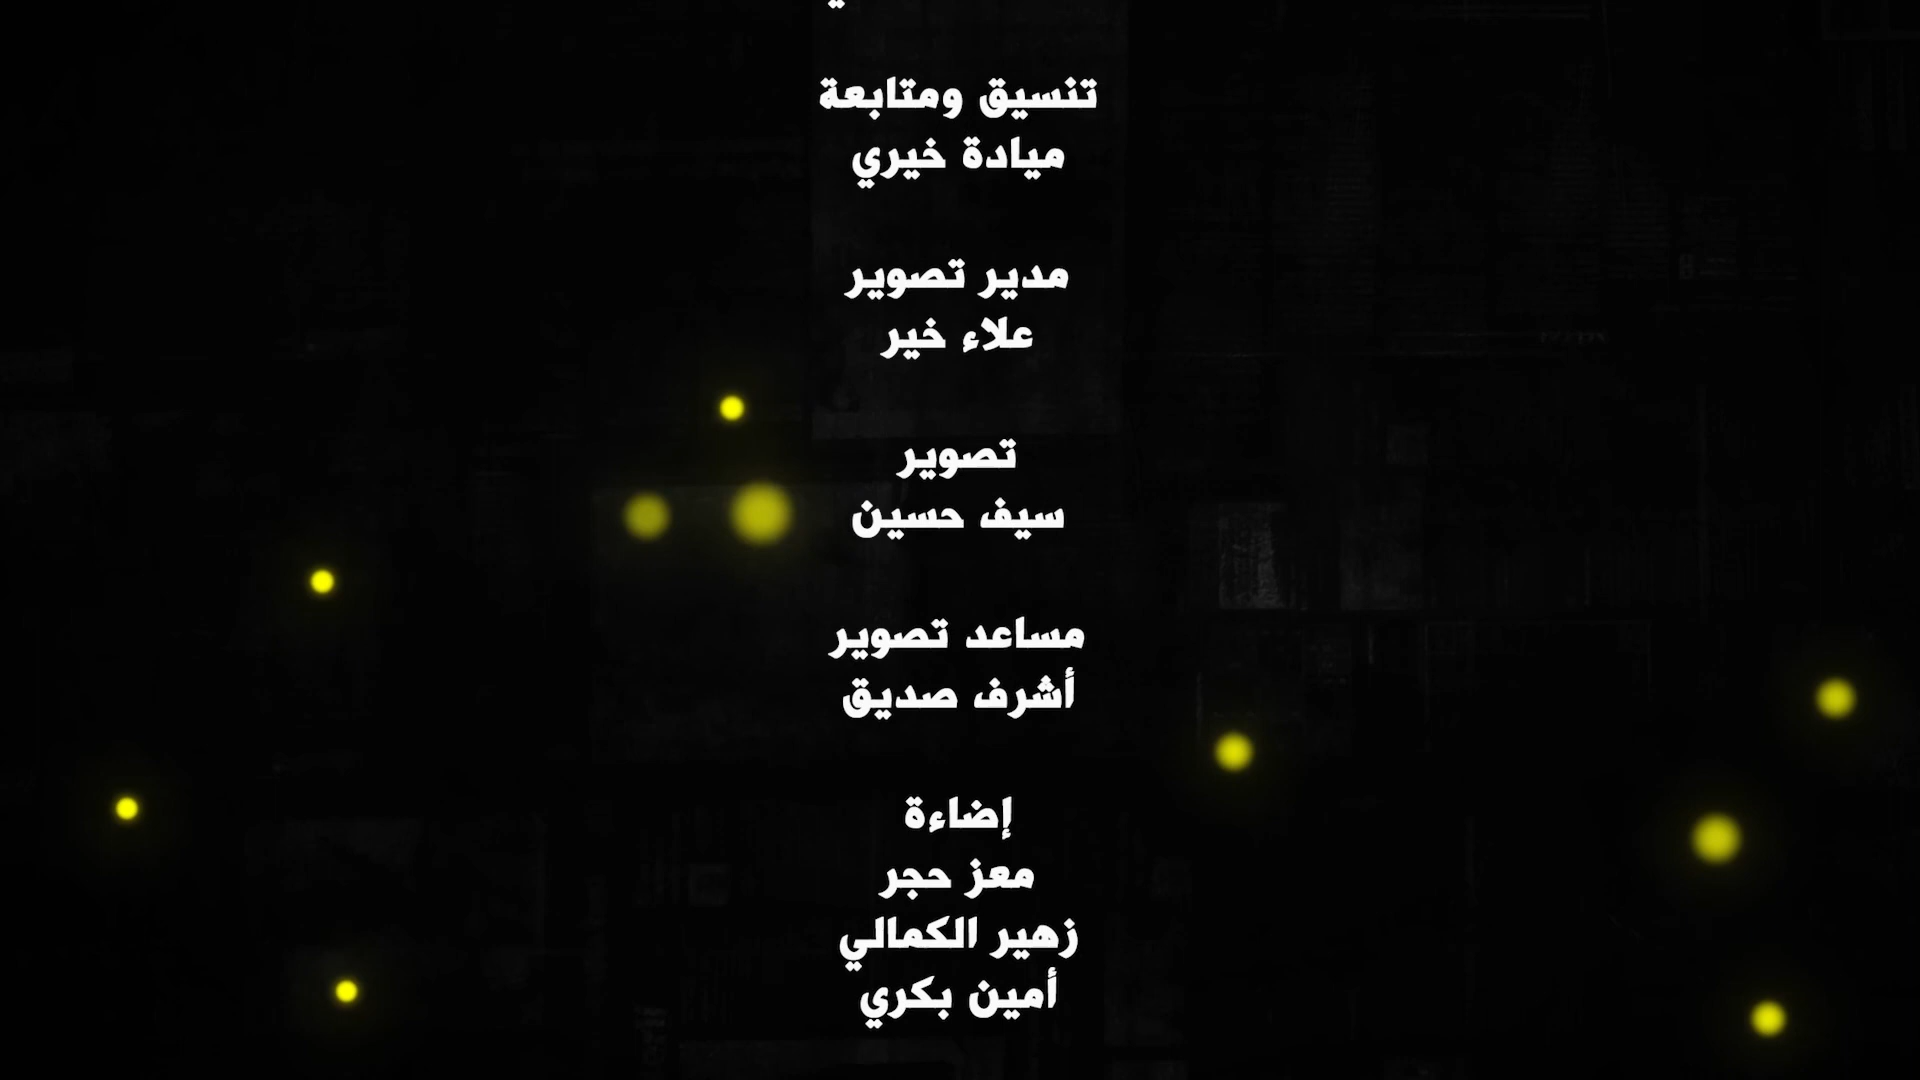 تنسيق ومتابعة
ميادة خيري
مدير تصوير
علاء خير
تصوير
سيف حسين
مساعد تصوير
أشرف صديق
إضاءة
معز حجر
زهير الكمالي
أمين بكري